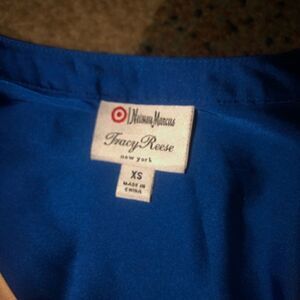 Neiman Marcus
Tracy Reese
new york
XS
MADE IN
CHINA